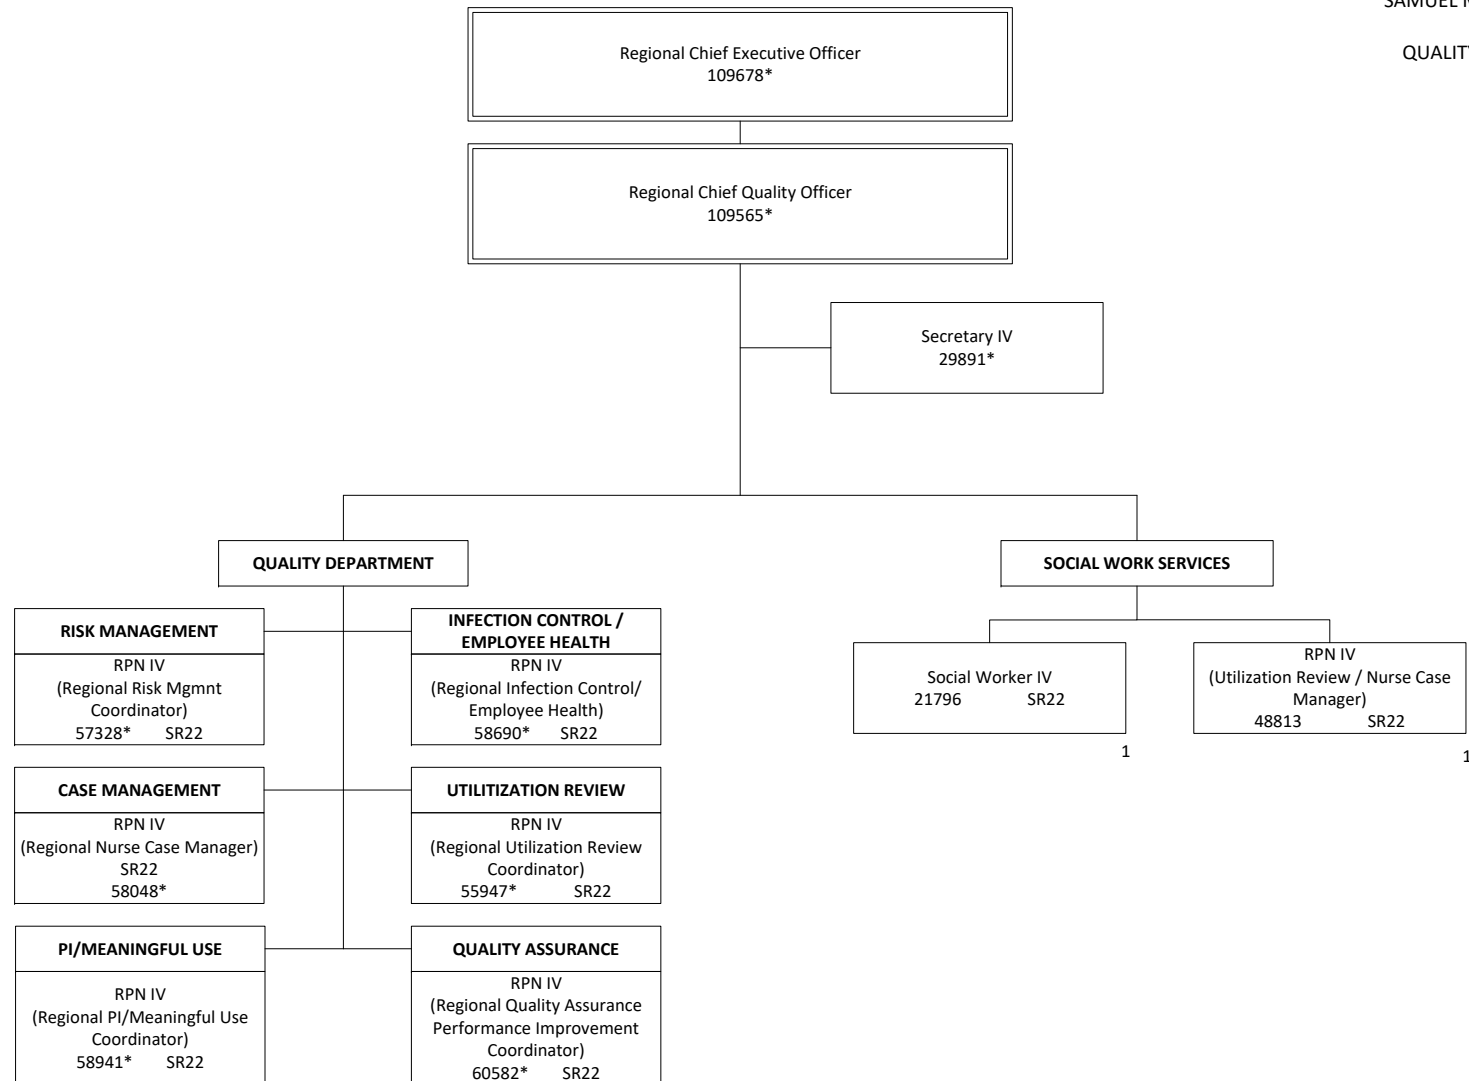 SAMUEL
QUALITY
Regional Chief Executive Officer
109678*
Regional Chief Quality Officer
109565*
Secretary IV
29891*
QUALITY DEPARTMENT
SOCIAL WORK SERVICES
RISK MANAGEMENT
RPN IV
(Regional Risk Mgmnt
Coordinator)
57328* SR22
INFECTION CONTROL /
EMPLOYEE HEALTH
RPN IV
(Regional Infection Control/
Employee Health)
58690* SR22
Social Worker IV
21796 SR22
1
RPN IV
(Utilization Review / Nurse Case
Manager)
48813 SR22
1
CASE MANAGEMENT
RPN IV
(Regional Nurse Case Manager)
SR22
58048*
UTILITIZATION REVIEW
RPN IV
(Regional Utilization Review
Coordinator)
55947* SR22
PI/MEANINGFUL USE
RPN IV
(Regional PI/Meaningful Use
Coordinator)
58941* SR22
QUALITY ASSURANCE
RPN IV
(Regional Quality Assurance
Performance Improvement
Coordinator)
60582* SR22